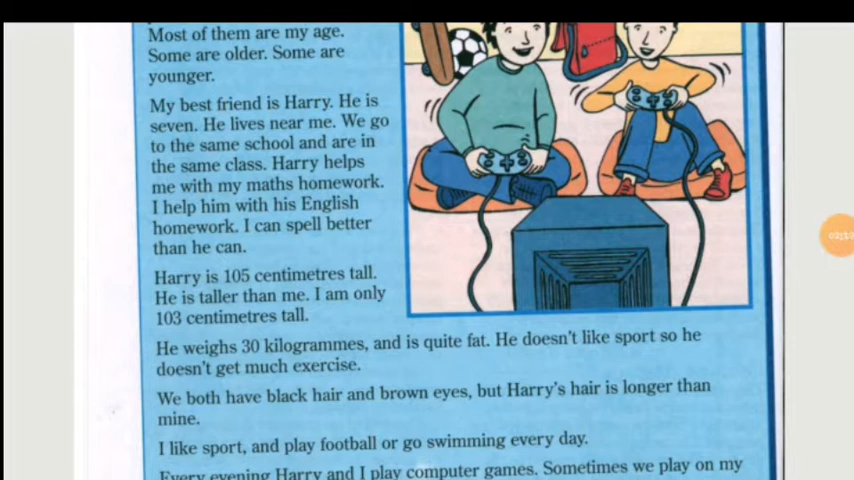 Most of them are my age.
Some are older. Some are
younger.
My best friend is Harry. He is
seven. He lives near me. We go
to the same school and are in
the same class. Harry helps
me with my maths homework.
I help him with his English
homework. I can spell better
than he can.
Harry is 105 centimetres tall.
He is taller than me. I am only
103 centimetres tall.
He weighs 30 kilogrammes, and is quite fat. He doesn't like sport so he
doesn't get much exercise.
We both have black hair and brown eyes, but Harry's hair is longer than
mine.
I like sport, and play football or go swimming every day.
Every evening Harry and I play computer games. Sometimes we play on my